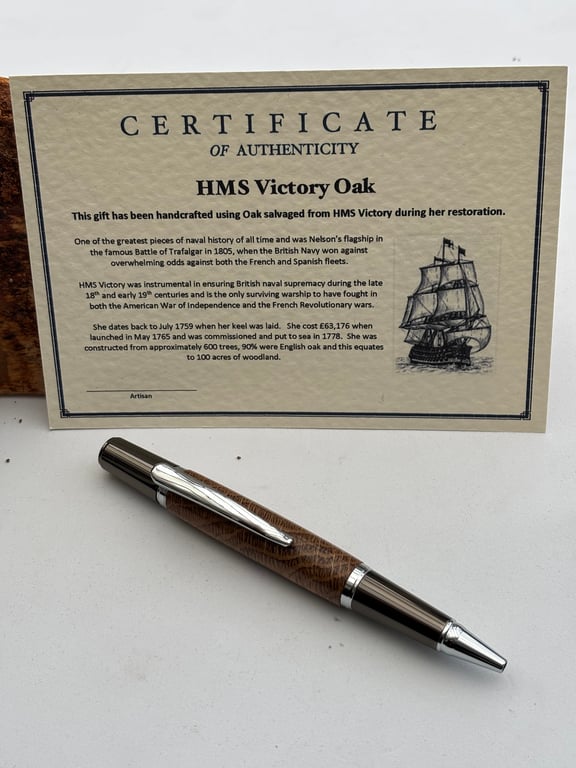 CERTIFICATE
OF AUTHENTICITY
HMS Victory Oak
This gift has been handcrafted using Oak salvaged from HMS Victory during her restoration.
One of the greatest pieces of naval history of all time and was Nelson's flagship in
the famous Battle of Trafalgar in 1805, when the British Navy won against
overwhelming odds against both the French and Spanish fleets.
HMS Victory was instrumental in ensuring British naval supremacy during the late
18th and early 19th centuries and is the only surviving warship to have fought in
both the American War of Independence and the French Revolutionary wars.
She dates back to July 1759 when her keel was laid. She cost £63,176 when
launched in May 1765 and was commissioned and put to sea in 1778. She was
constructed from approximately 600 trees, 90% were English oak and this equates
to 100 acres of woodland.
Artisan